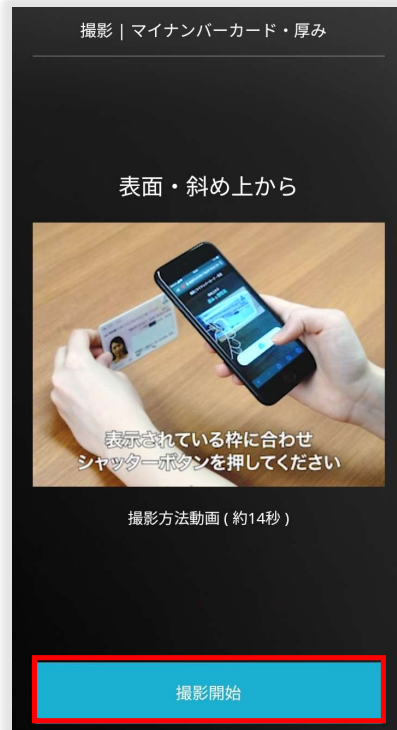 撮影 | マイナンバーカード・厚み
表面・斜め上から
表示されている枠に合わせ
シャッターボタンを押してください
撮影方法動画 ( 約14秒 )
撮影開始